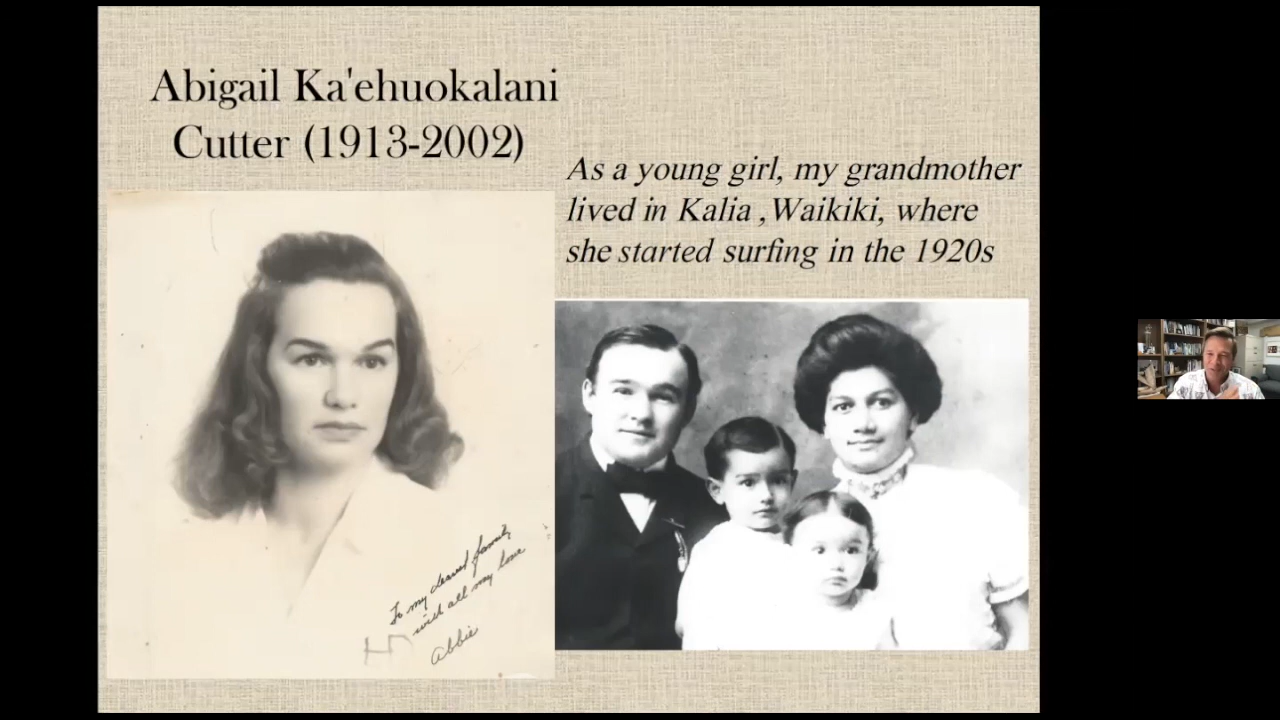 Abigail Ka'ehuokalani
Cutter (1913-2002)
As a young girl, my grandmother
lived in Kalia ,Waikiki, where
she started surfing in the 1920s
To my dearest family
with all my love
Abbie